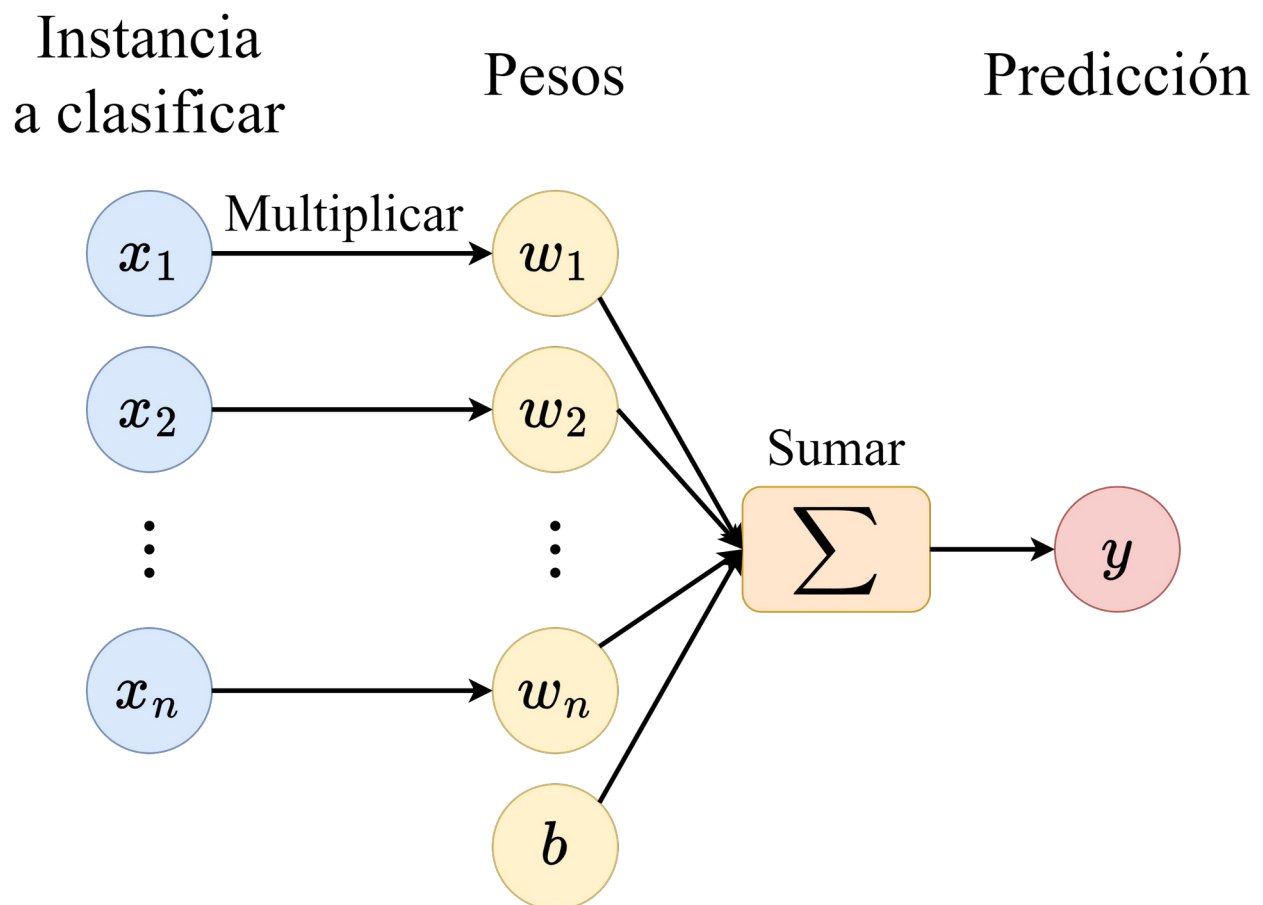 Instancia
a clasificar
Pesos
Predicción
x₁
Multiplicar
w₁
x₂
w₂
Sumar
⋮
⋮
∑
y
xₙ
wₙ
b